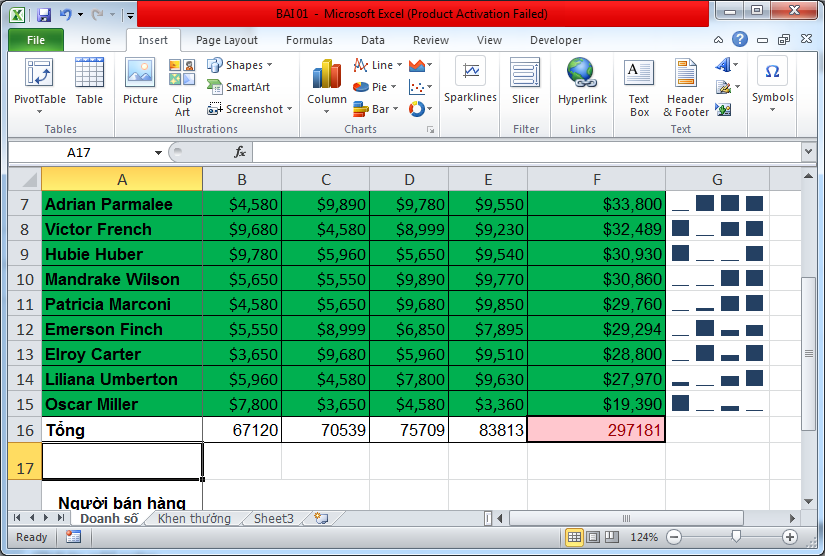 BAI 01 - Microsoft Excel (Product Activation Failed)
File Home Insert Page Layout Formulas Data Review View Developer
PivotTable Table Picture Clip Art Shapes SmartArt Screenshot Column Line Pie Bar Sparklines Slicer Hyperlink Text Box Header & Footer A Symbols Ω
Tables Illustrations Charts Filter Links Text
A17 fx
A B C D E F G
7 Adrian Parmalee $4,580 $9,890 $9,780 $9,550 $33,800
8 Victor French $9,680 $4,580 $8,999 $9,230 $32,489
9 Hubie Huber $9,780 $5,960 $5,650 $9,540 $30,930
10 Mandrake Wilson $5,650 $5,550 $9,890 $9,770 $30,860
11 Patricia Marconi $4,580 $5,650 $9,680 $9,850 $29,760
12 Emerson Finch $5,550 $8,999 $6,850 $7,895 $29,294
13 Elroy Carter $3,650 $9,680 $5,960 $9,510 $28,800
14 Liliana Umberton $5,960 $4,580 $7,800 $9,630 $27,970
15 Oscar Miller $7,800 $3,650 $4,580 $3,360 $19,390
16 Tổng 67120 70539 75709 83813 297181
17
Người bán hàng
Doanh số Khen thưởng Sheet3
Ready 124%